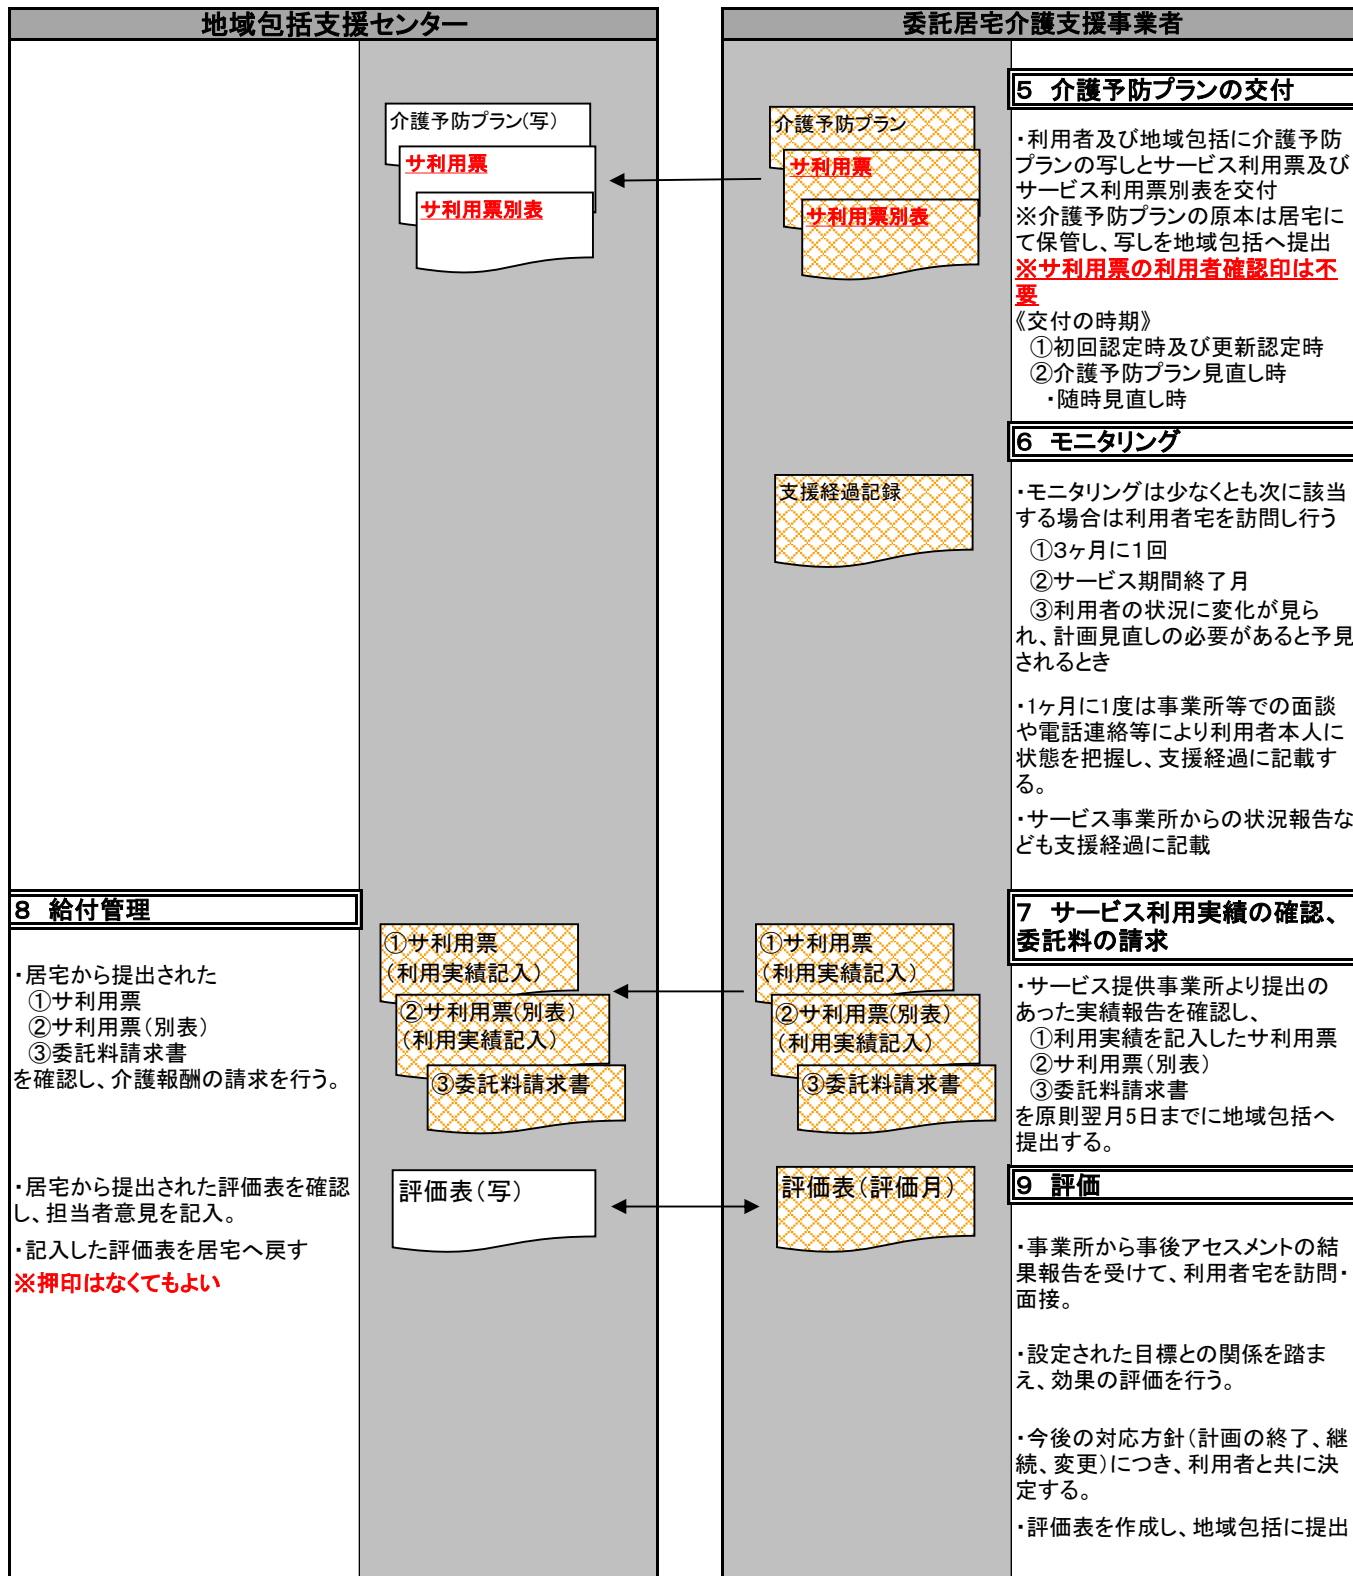 地域包括支援センター
委託居宅介護支援事業者
介護予防プラン(写)
サ利用票
サ利用票別表
介護予防プラン
サ利用票
サ利用票別表
5 介護予防プランの交付
・利用者及び地域包括に介護予防
プランの写しとサービス利用票及び
サービス利用票別表を交付
※介護予防プランの原本は居宅に
て保管し、写しを地域包括へ提出
※サ利用票の利用者確認印は不
要
《交付の時期》
①初回認定時及び更新認定時
②介護予防プラン見直し時
・随時見直し時
6 モニタリング
支援経過記録
・モニタリングは少なくとも次に該当
する場合は利用者宅を訪問し行う
①3ヶ月に1回
②サービス期間終了月
③利用者の状況に変化が見ら
れ、計画見直しの必要があると予見
されるとき
・1ヶ月に1度は事業所等での面談
や電話連絡等により利用者本人に
状態を把握し、支援経過に記載す
る。
・サービス事業所からの状況報告な
ども支援経過に記載
8 給付管理
・居宅から提出された
①サ利用票
②サ利用票(別表)
③委託料請求書
を確認し、介護報酬の請求を行う。
①サ利用票
(利用実績記入)
②サ利用票(別表)
(利用実績記入)
③委託料請求書
①サ利用票
(利用実績記入)
②サ利用票(別表)
(利用実績記入)
③委託料請求書
7 サービス利用実績の確認、
委託料の請求
・サービス提供事業所より提出の
あった実績報告を確認し、
①利用実績を記入したサ利用票
②サ利用票(別表)
③委託料請求書
を原則翌月5日までに地域包括へ
提出する。
・居宅から提出された評価表を確認
し、担当者意見を記入。
・記入した評価表を居宅へ戻す
※押印はなくてもよい
評価表(写)
評価表(評価月)
9 評価
・事業所から事後アセスメントの結
果報告を受けて、利用者宅を訪問・
面接。
・設定された目標との関係を踏ま
え、効果の評価を行う。
・今後の対応方針(計画の終了、継
続、変更)につき、利用者と共に決
定する。
・評価表を作成し、地域包括に提出